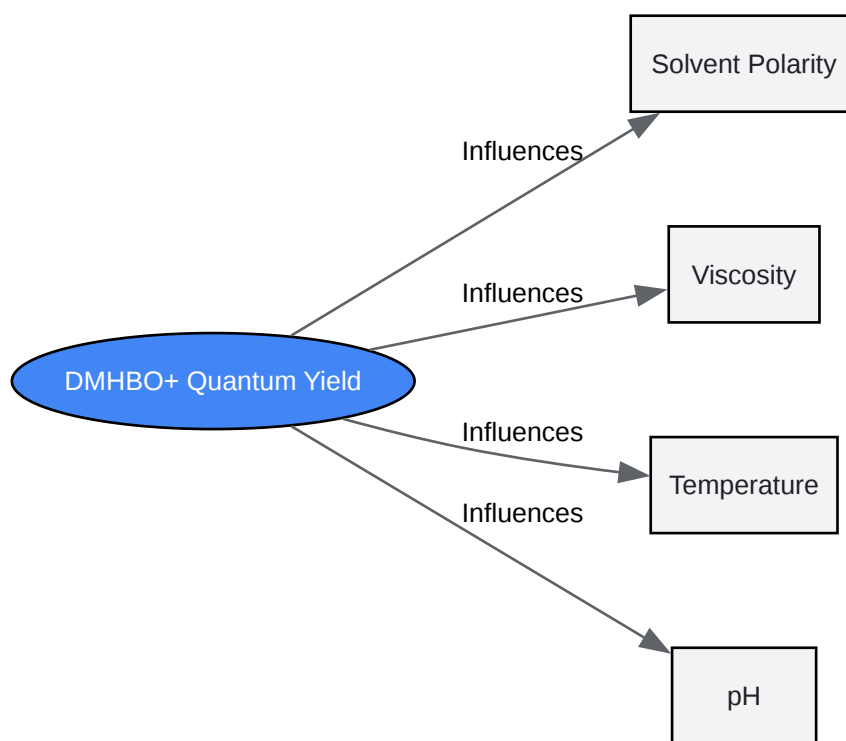 Solvent Polarity
Influences
Viscosity
Influences
DMHBO+ Quantum Yield
Influences
Temperature
Influences
pH